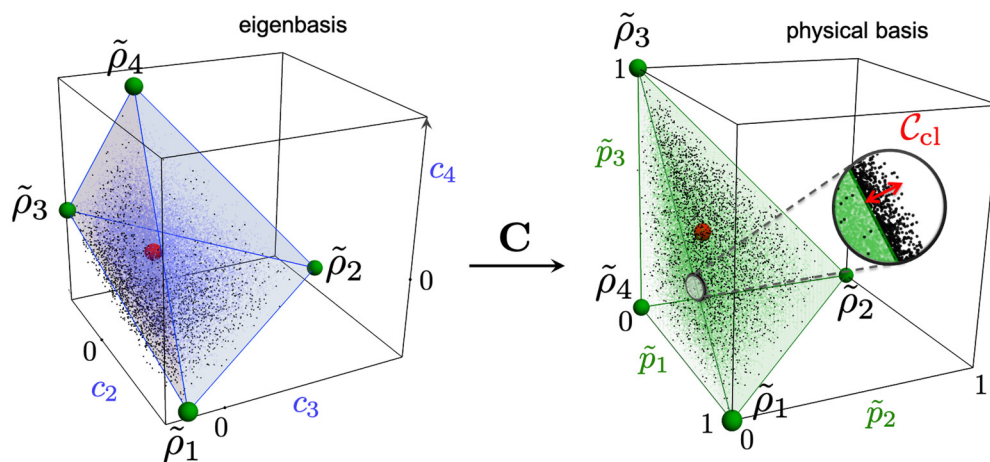 eigenbasis
ρ̃₄
c₄
ρ̃₃
ρ̃₂
0
0
c₂
c₃
0
ρ̃₁
C
physical basis
ρ̃₃
1
p̃₃
𝒞cl
ρ̃₄
0
ρ̃₂
p̃₁
1
ρ̃₁
0
p̃₂
1